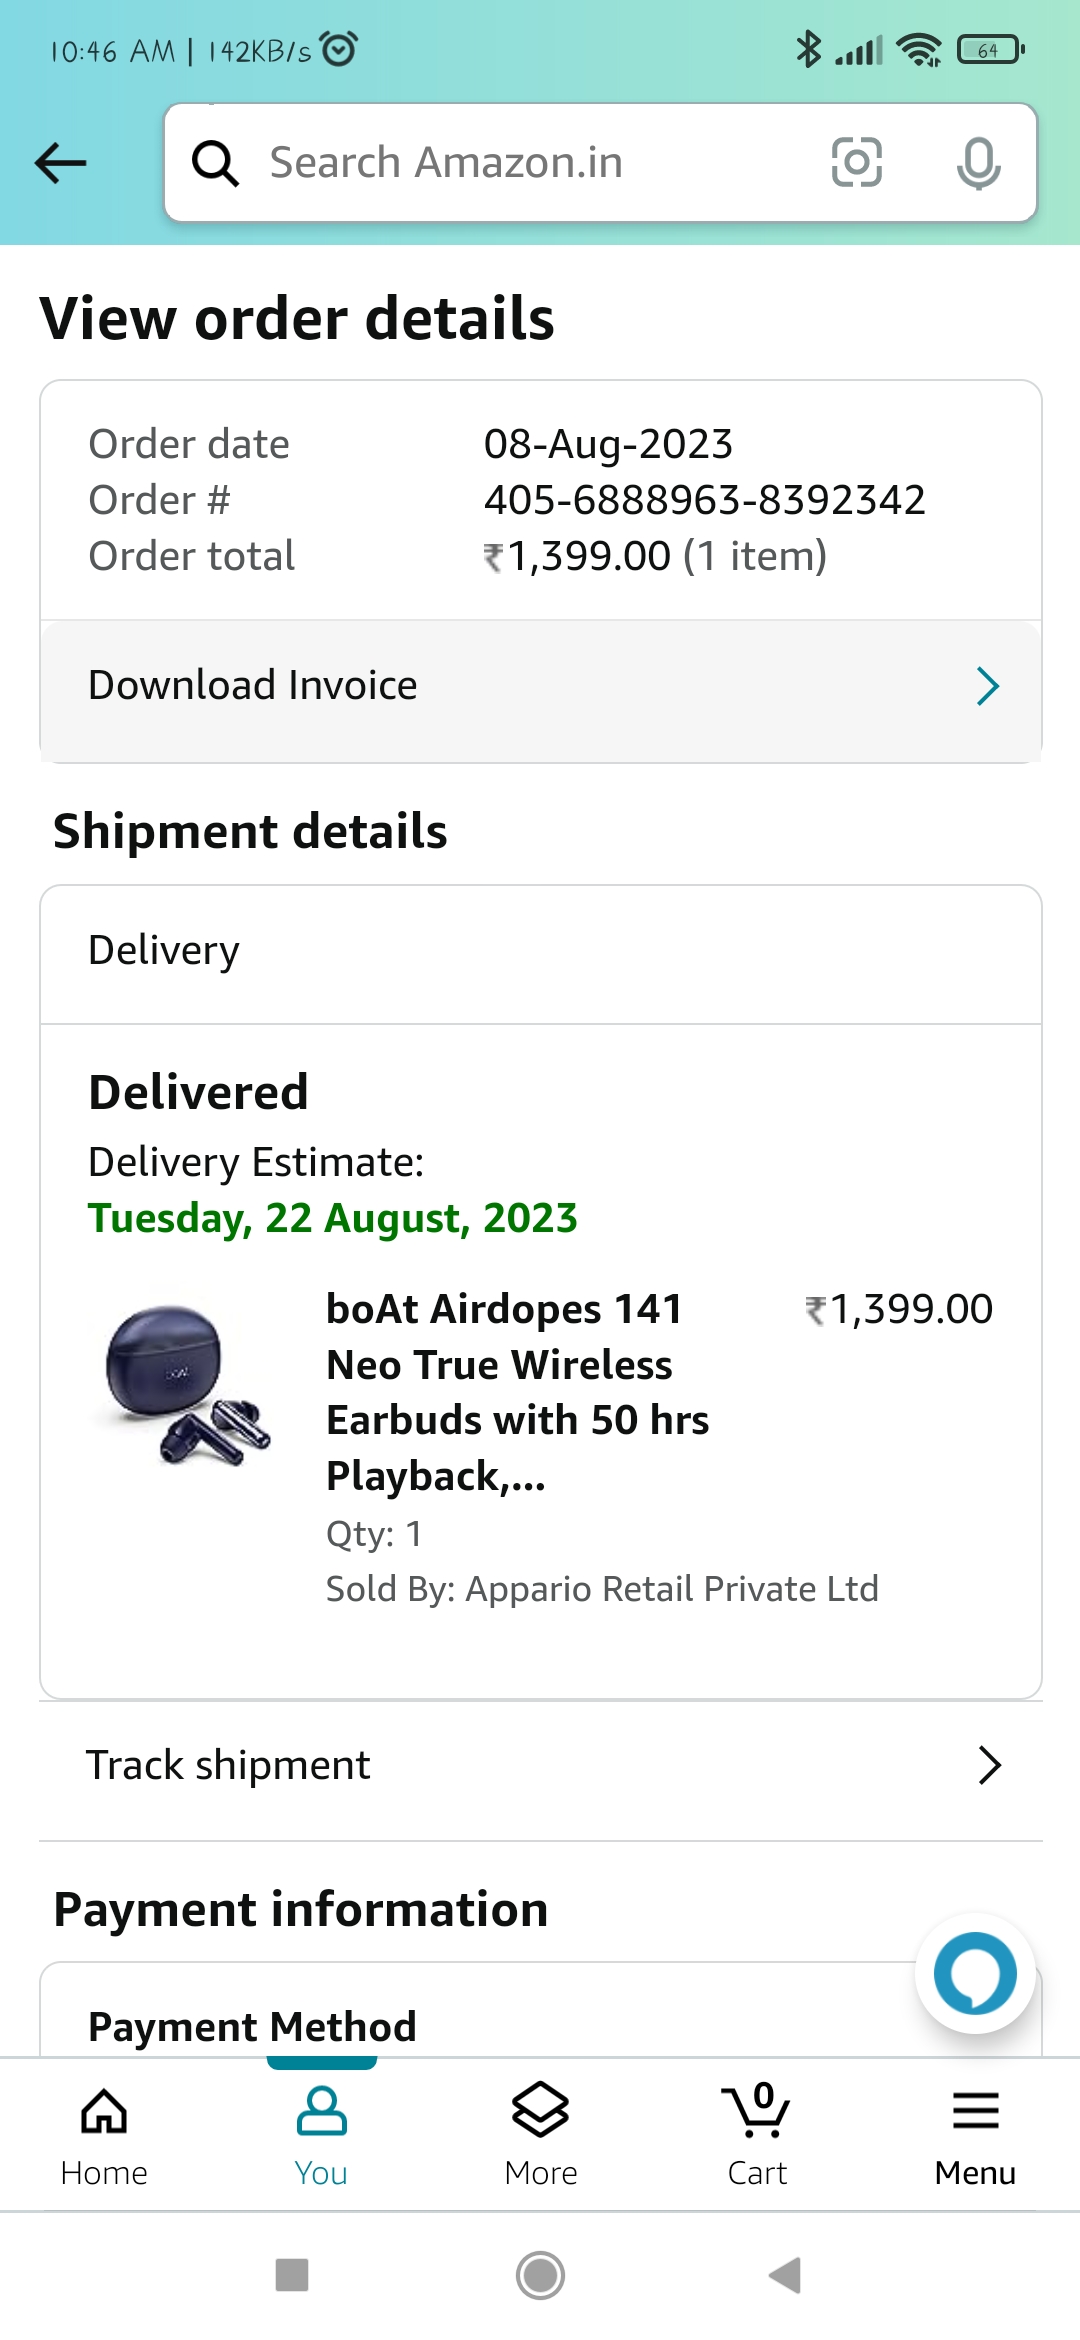 10:46 AM | 142KB/s
64
Search Amazon.in
View order details
Order date 08-Aug-2023
Order # 405-6888963-8392342
Order total ₹1,399.00 (1 item)
Download Invoice
Shipment details
Delivery
Delivered
Delivery Estimate:
Tuesday, 22 August, 2023
boAt Airdopes 141 ₹1,399.00
Neo True Wireless
Earbuds with 50 hrs
Playback,...
Qty: 1
Sold By: Appario Retail Private Ltd
Track shipment
Payment information
Payment Method
0
Home You More Cart Menu